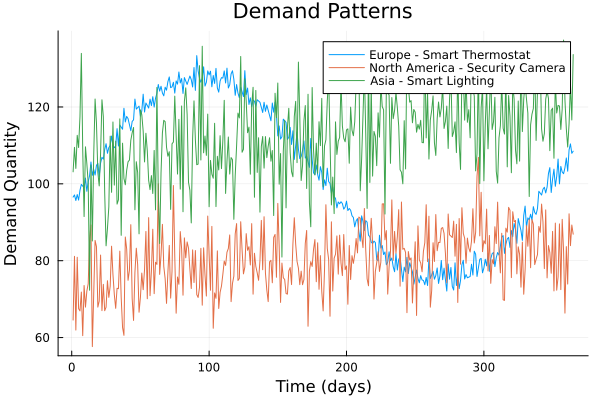 Demand Patterns
Europe - Smart Thermostat
North America - Security Camera
Asia - Smart Lighting
Demand Quantity
120
100
80
60
0
100
200
300
Time (days)